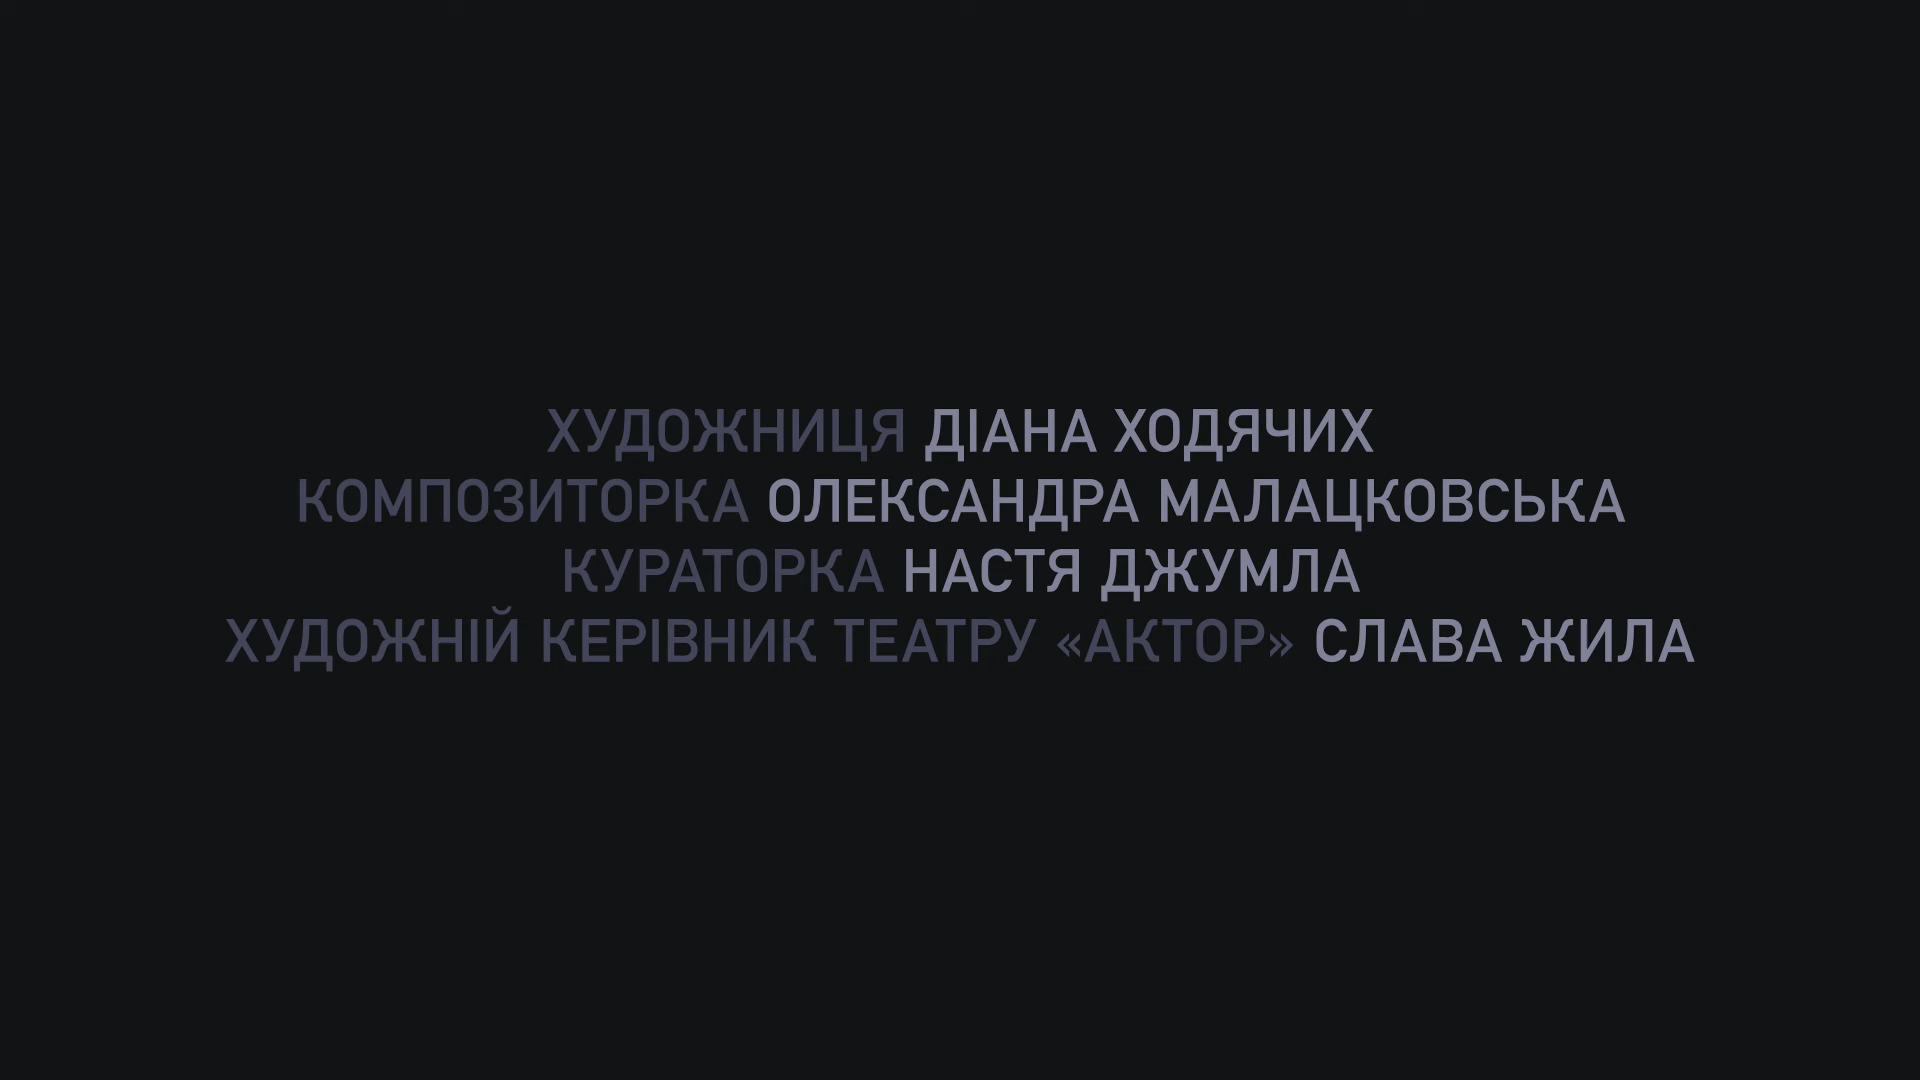 ХУДОЖНИЦЯ ДІАНА ХОДЯЧИХ
КОМПОЗИТОРКА ОЛЕКСАНДРА МАЛАЦКОВСЬКА
КУРАТОРКА НАСТЯ ДЖУМЛА
ХУДОЖНІЙ КЕРІВНИК ТЕАТРУ «АКТОР» СЛАВА ЖИЛА